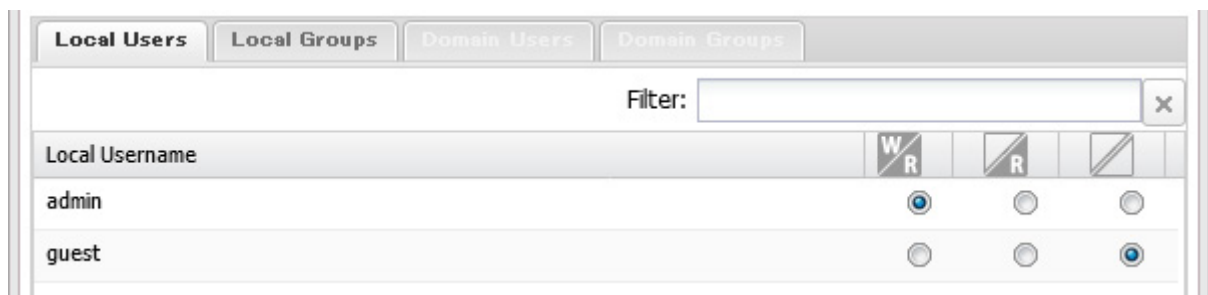 Local Users Local Groups Domain Users Domain Groups
Filter:
Local Username W/R R
admin
guest